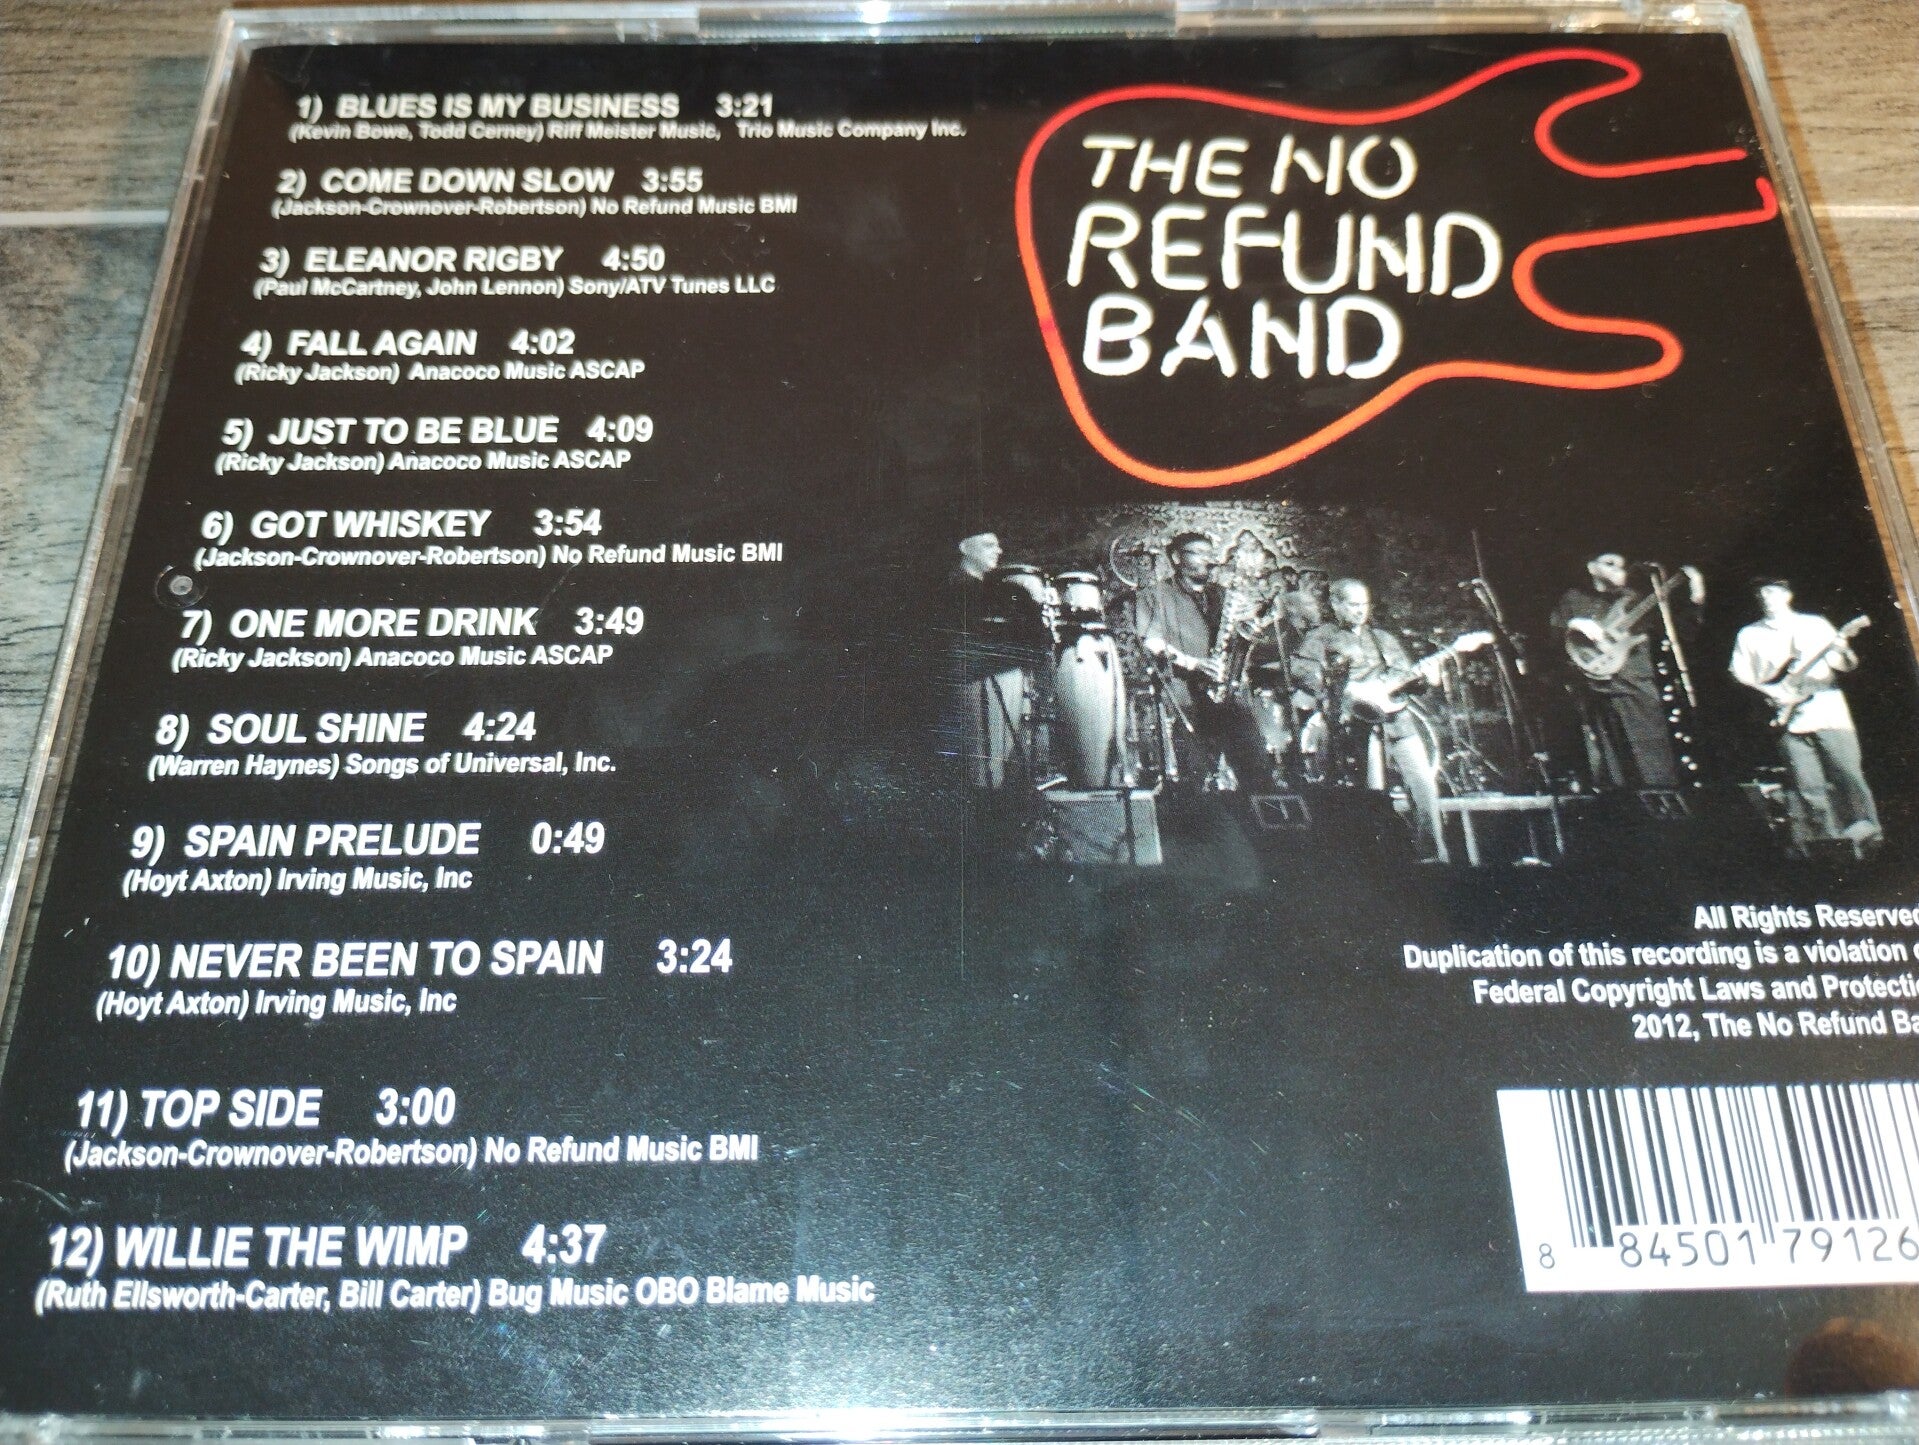 1) BLUES IS MY BUSINESS 3:21
(Kevin Bowe, Todd Cerney) Riff Meister Music, Trio Music Company Inc.
2) COME DOWN SLOW 3:55
(Jackson-Crownover-Robertson) No Refund Music BMI
3) ELEANOR RIGBY 4:50
(Paul McCartney, John Lennon) Sony/ATV Tunes LLC
4) FALL AGAIN 4:02
(Ricky Jackson) Anacoco Music ASCAP
5) JUST TO BE BLUE 4:09
(Ricky Jackson) Anacoco Music ASCAP
6) GOT WHISKEY 3:54
(Jackson-Crownover-Robertson) No Refund Music BMI
7) ONE MORE DRINK 3:49
(Ricky Jackson) Anacoco Music ASCAP
8) SOUL SHINE 4:24
(Warren Haynes) Songs of Universal, Inc.
9) SPAIN PRELUDE 0:49
(Hoyt Axton) Irving Music, Inc
10) NEVER BEEN TO SPAIN 3:24
(Hoyt Axton) Irving Music, Inc
11) TOP SIDE 3:00
(Jackson-Crownover-Robertson) No Refund Music BMI
12) WILLIE THE WIMP 4:37
(Ruth Ellsworth-Carter, Bill Carter) Bug Music OBO Blame Music
THE NO
REFUND
BAND
All Rights Reserve
Duplication of this recording is a violation
Federal Copyright Laws and Protecti
2012, The No Refund Ba
8 84501 79126